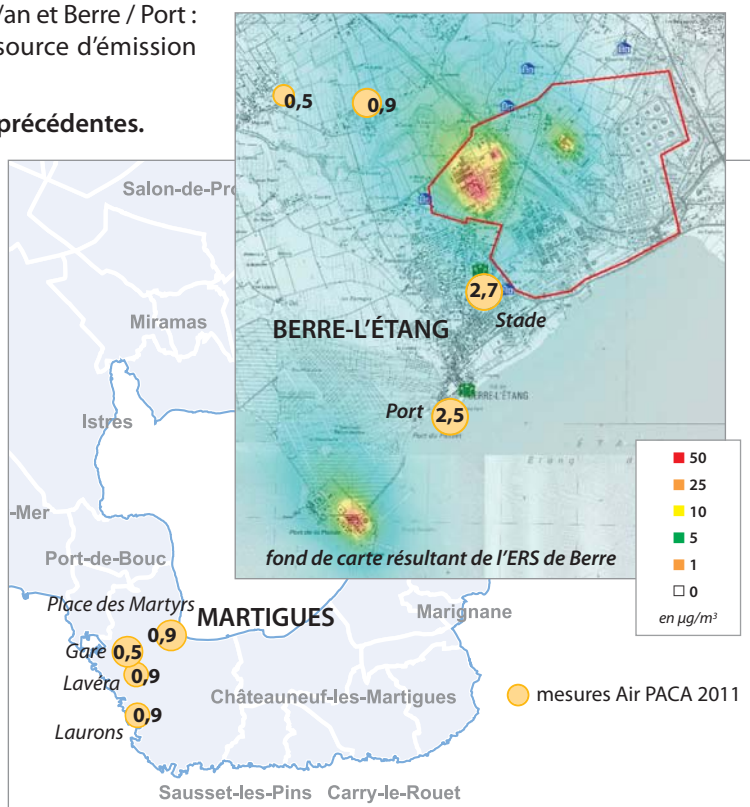 /an et Berre / Port :
source d'émission
précédentes.
Salon-de-Pro
0,5
0,9
Miramas
2,7
Stade
BERRE-L'ÉTANG
BERRE-L'ÉTANG
Port
2,5
Istres
50
25
10
5
1
0
en µg/m³
-Mer
fond de carte résultant de l'ERS de Berre
Port-de-Bouc
Place des Martyrs
MARTIGUES
Marignane
0,9
Gare
0,5
Lavéra
0,9
Châteauneuf-les-Martigues
mesures Air PACA 2011
0,9
Laurons
Sausset-les-Pins
Carry-le-Rouet